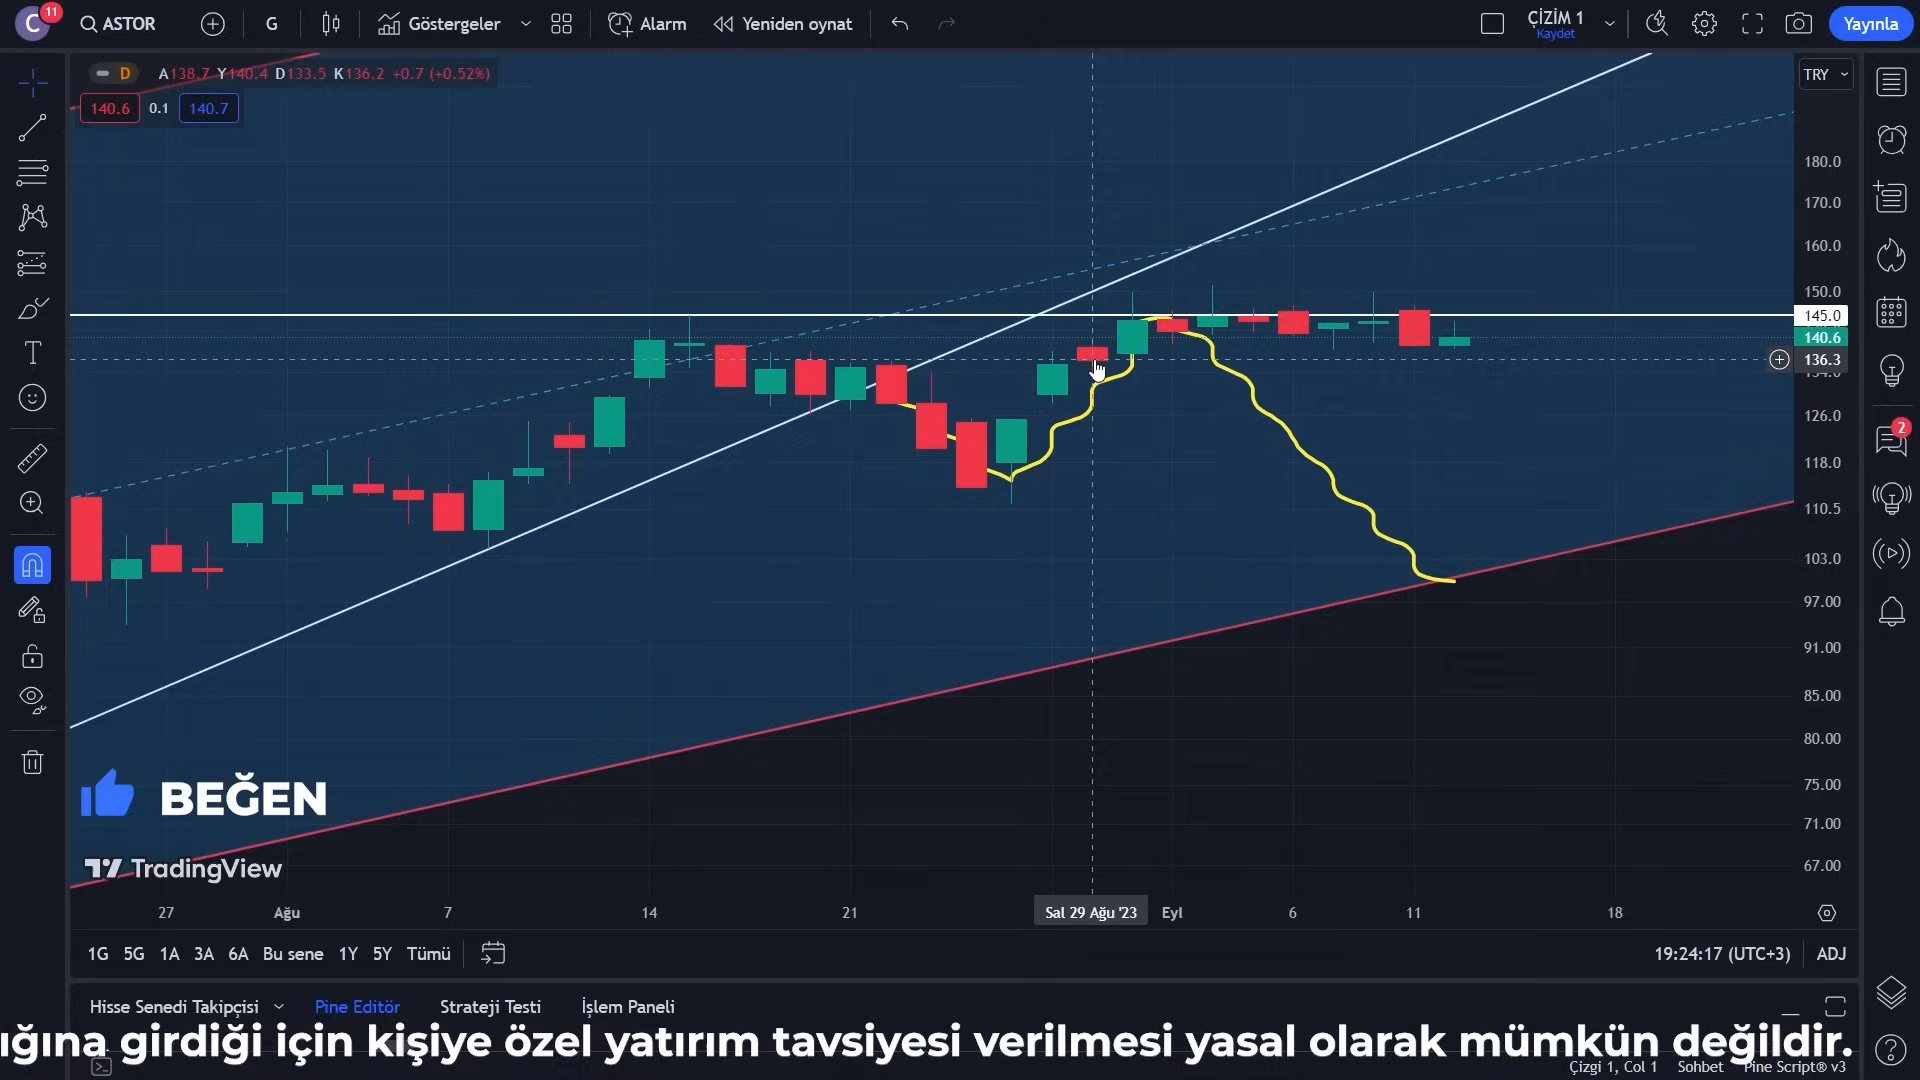 C 11 ASTOR G Göstergeler Alarm Yeniden oynat ÇİZİM 1 Kaydet Yayınla
D A138.7 Y140.4 D133.5 K136.2 +0.7 (+0.52%) TRY
140.6 0.1 140.7
180.0
170.0
160.0
150.0
145.0
140.6
136.3
134.0
126.0
118.0
2
110.5
103.0
97.00
91.00
85.00
80.00
75.00
71.00
67.00
BEĞEN
TradingView
27 Ağu 7 14 21 Sal 29 Ağu '23 Eyl 6 11 18
1G 5G 1A 3A 6A Bu sene 1Y 5Y Tümü 19:24:17 (UTC+3) ADJ
Hisse Senedi Takipçisi Pine Editör Strateji Testi İşlem Paneli
girdiği için kişiye özel yatırım tavsiyesi verilmesi yasal olarak mümkün değildir.
Çizgi 1, Col 1 Sohbet Pine Script® v3